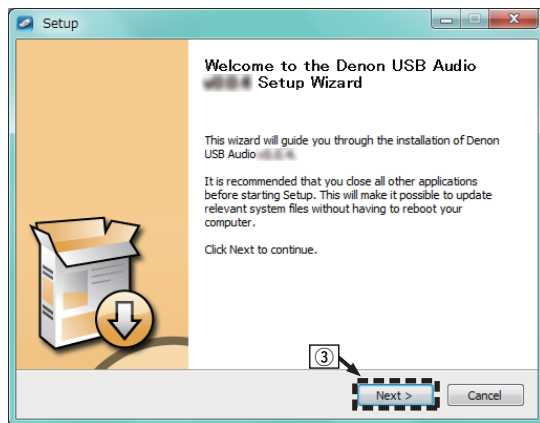 Setup
Welcome to the Denon USB Audio
Setup Wizard
This wizard will guide you through the installation of Denon
USB Audio
It is recommended that you close all other applications
before starting Setup. This will make it possible to update
relevant system files without having to reboot your
computer.
Click Next to continue.
③
Next >
Cancel